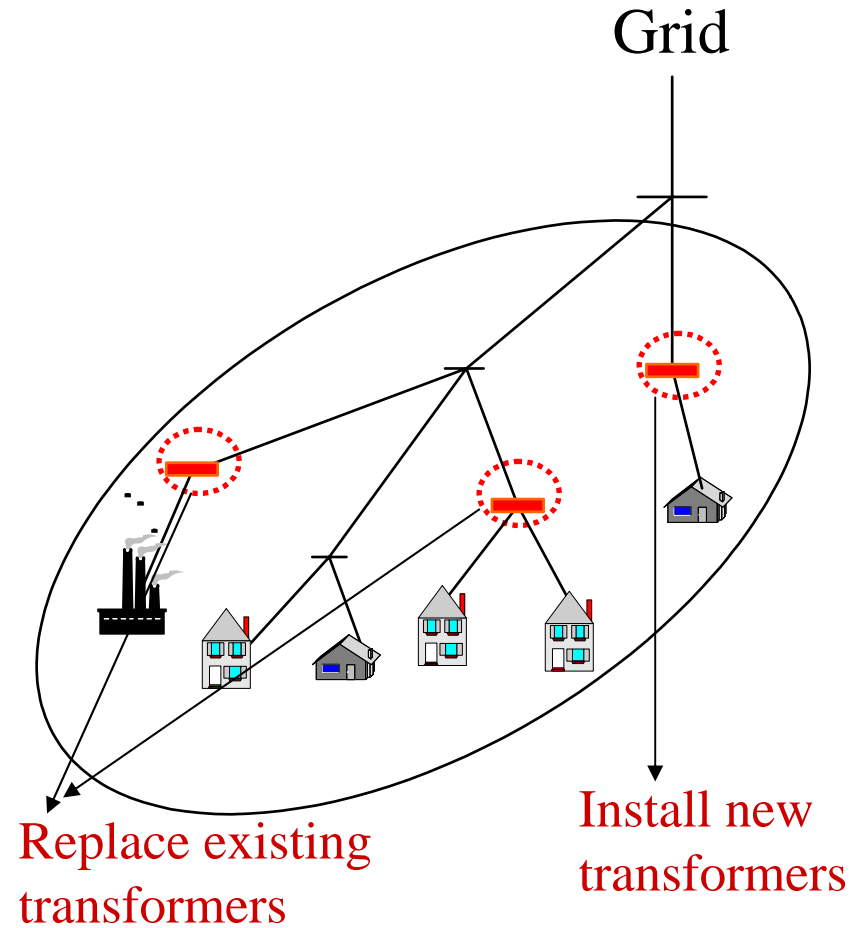 Grid
Replace existing
transformers
Install new
transformers